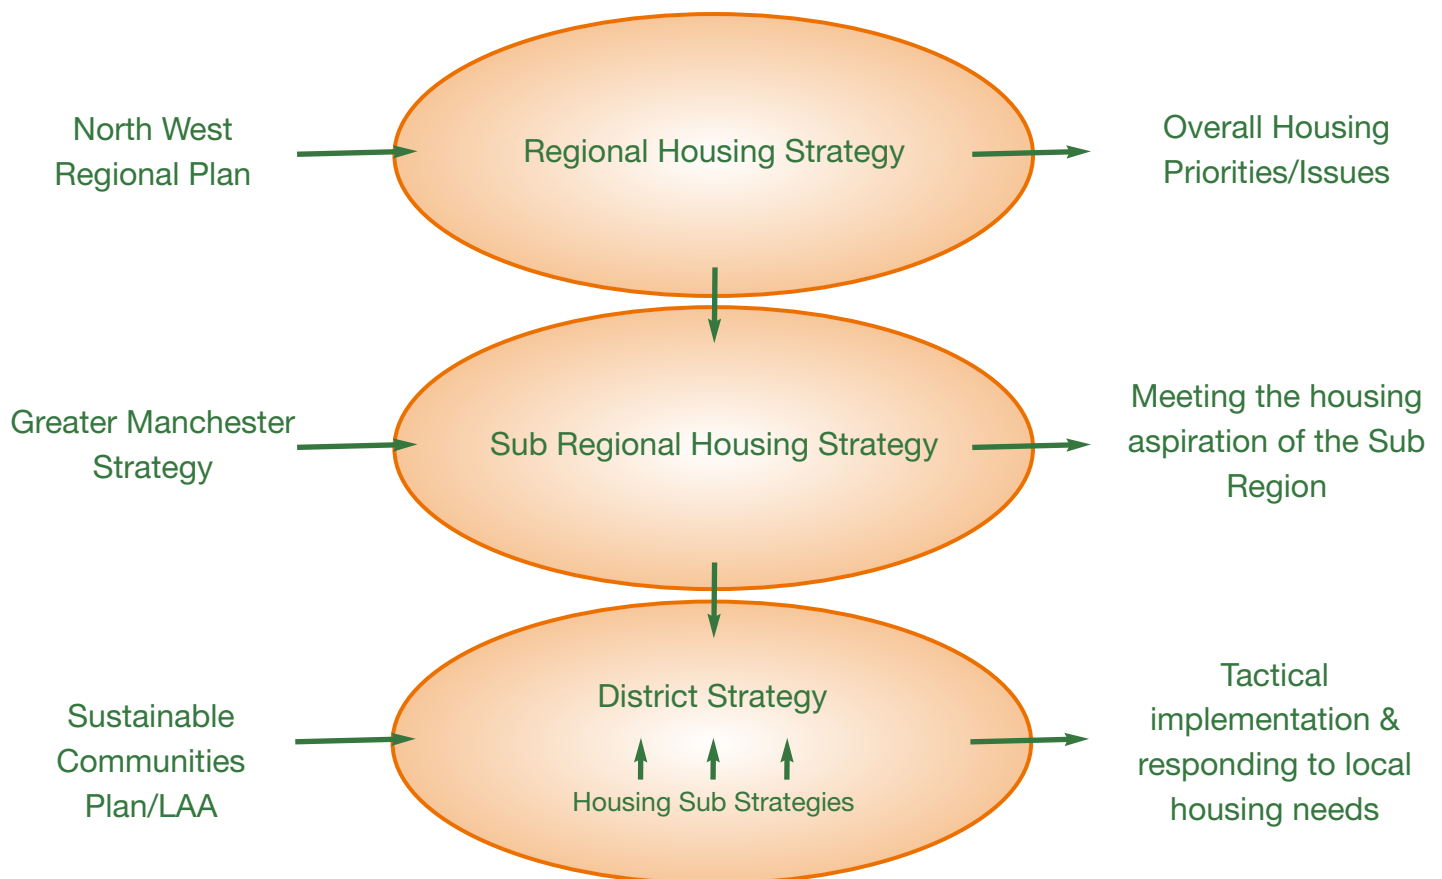 North West
Regional Plan
Regional Housing Strategy
Overall Housing
Priorities/Issues
Greater Manchester
Strategy
Sub Regional Housing Strategy
Meeting the housing
aspiration of the Sub
Region
Sustainable
Communities
Plan/LAA
District Strategy
Housing Sub Strategies
Tactical
implementation &
responding to local
housing needs